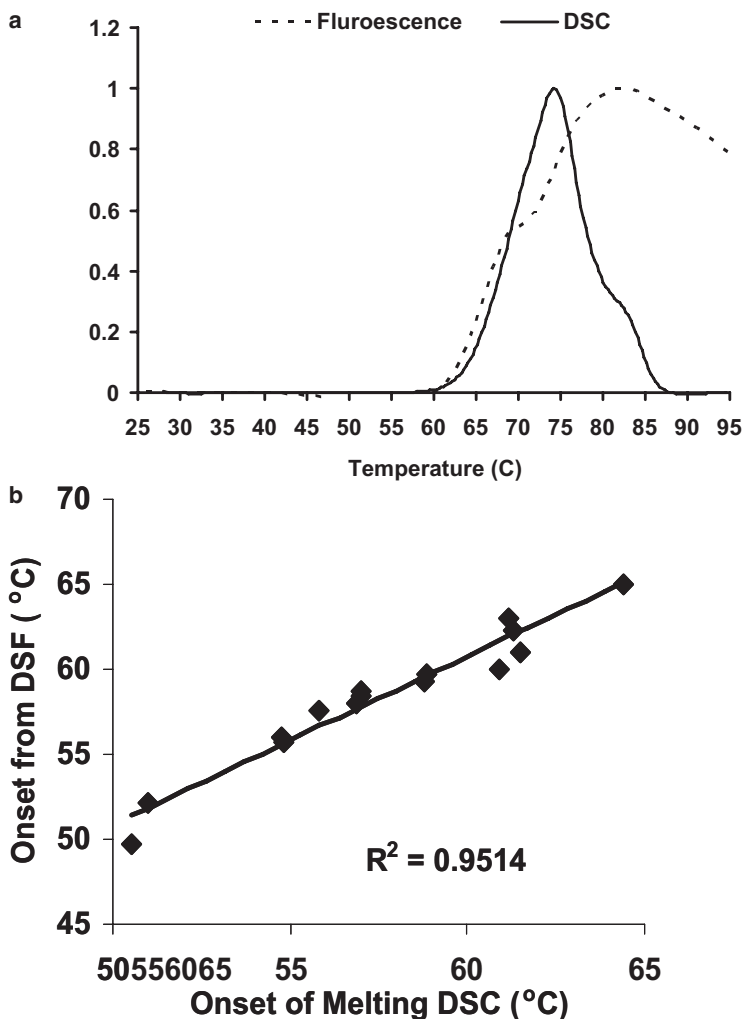 a
Fluroescence DSC
1.2
1
0.8
0.6
0.4
0.2
0
25 30 35 40 45 50 55 60 65 70 75 80 85 90 95
Temperature (C)
b
70
65
60
55
50
45
Onset from DSF ( °C)
R² = 0.9514
50556065 55 60 65
Onset of Melting DSC (°C)